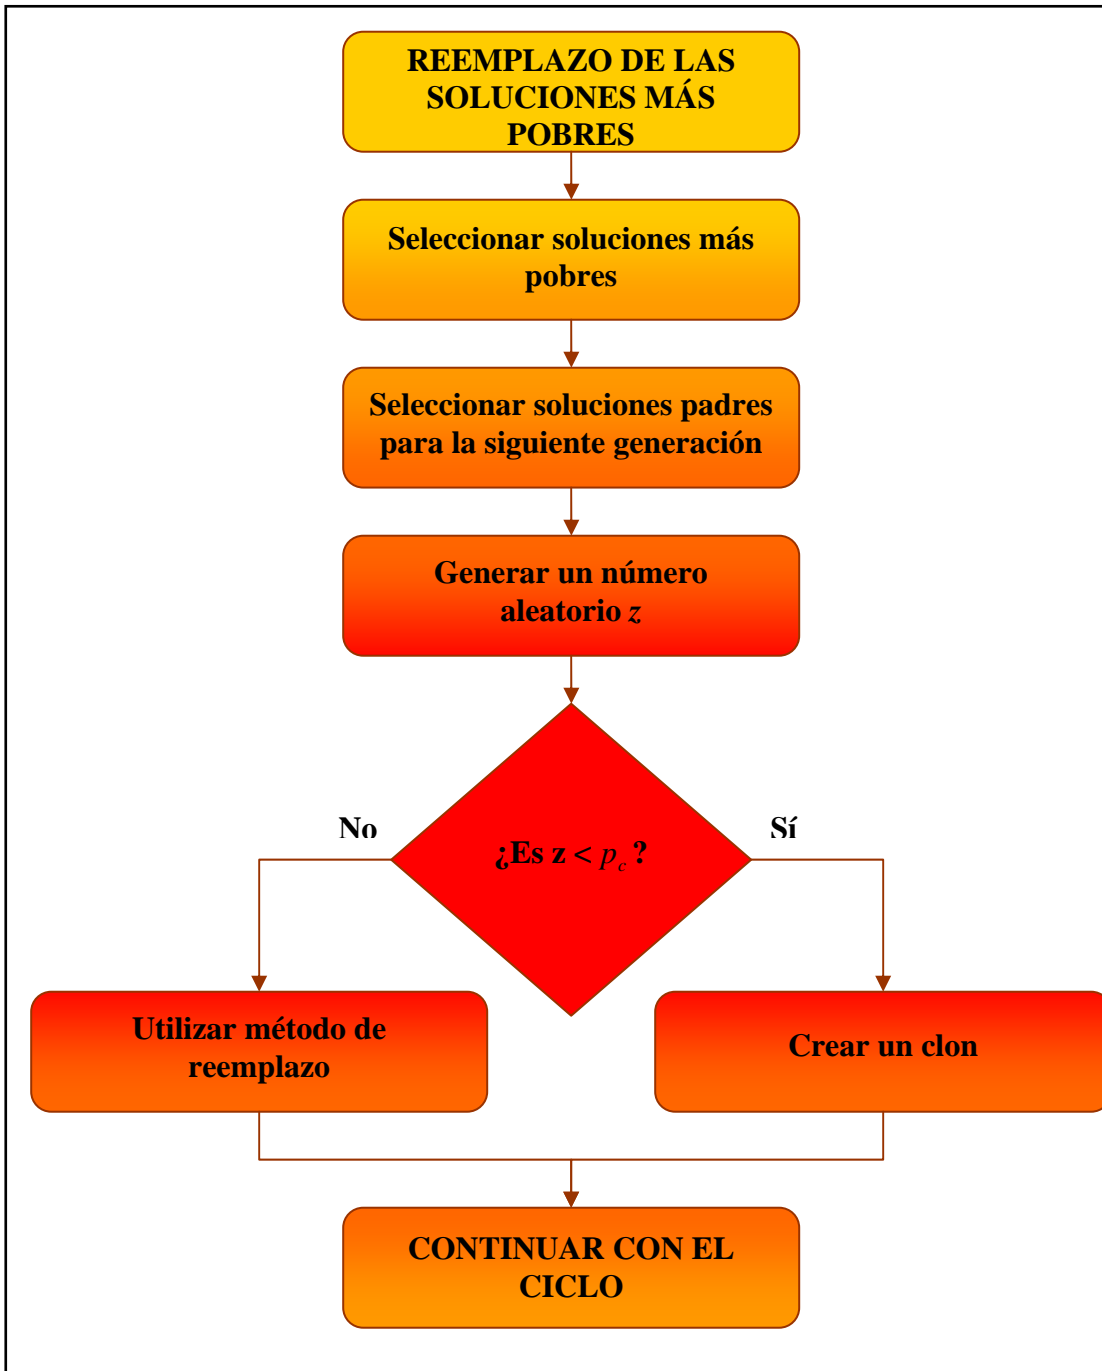 REEMPLAZO DE LAS
SOLUCIONES MÁS
POBRES
Seleccionar soluciones más
pobres
Seleccionar soluciones padres
para la siguiente generación
Generar un número
aleatorio z
No
Sí
¿Es z < p_c ?
Utilizar método de
reemplazo
Crear un clon
CONTINUAR CON EL
CICLO